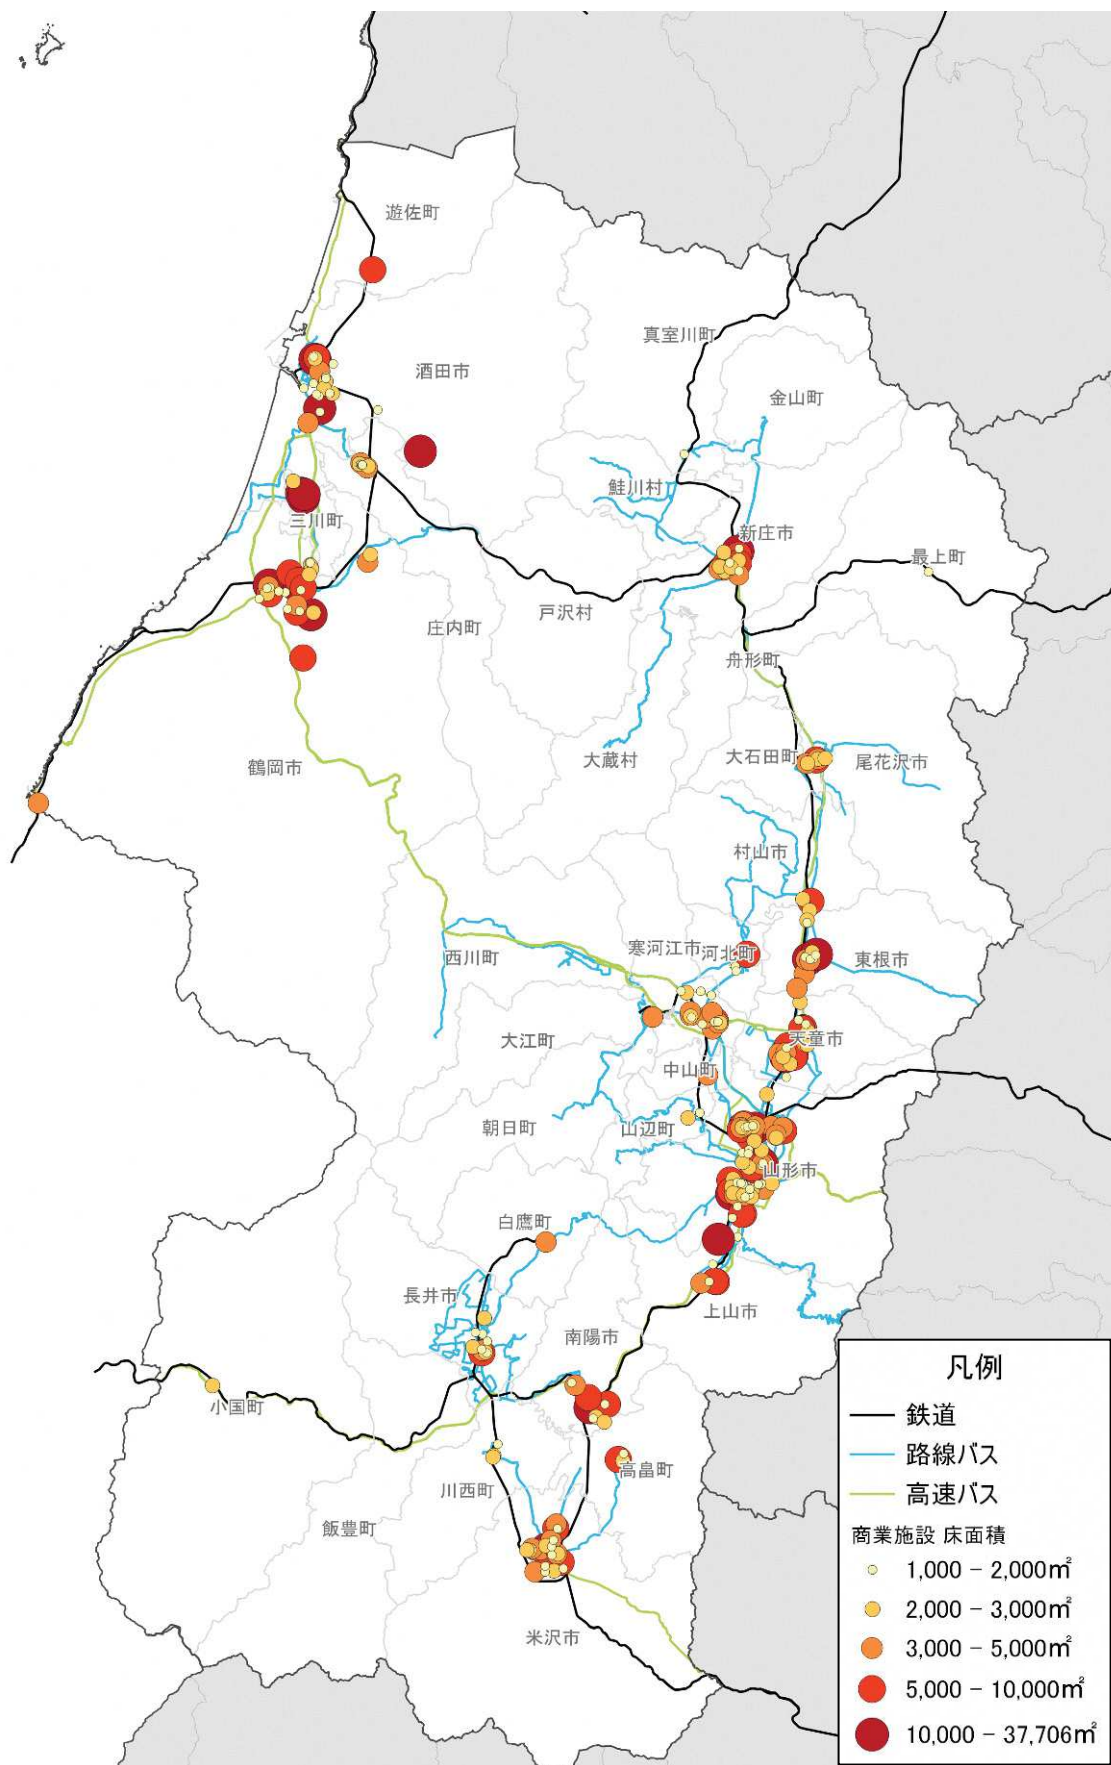 遊佐町
酒田市
真室川町
金山町
鮭川村
新庄市
三川町
最上町
庄内町
戸沢村
舟形町
大蔵村
大石田町
尾花沢市
鶴岡市
村山市
西川町
寒河江市
河北町
東根市
大江町
天童市
中山町
朝日町
山辺町
山形市
白鷹町
長井市
上山市
南陽市
小国町
川西町
高畠町
飯豊町
米沢市
凡例
鉄道
路線バス
高速バス
商業施設 床面積
1,000 - 2,000㎡
2,000 - 3,000㎡
3,000 - 5,000㎡
5,000 - 10,000㎡
10,000 - 37,706㎡